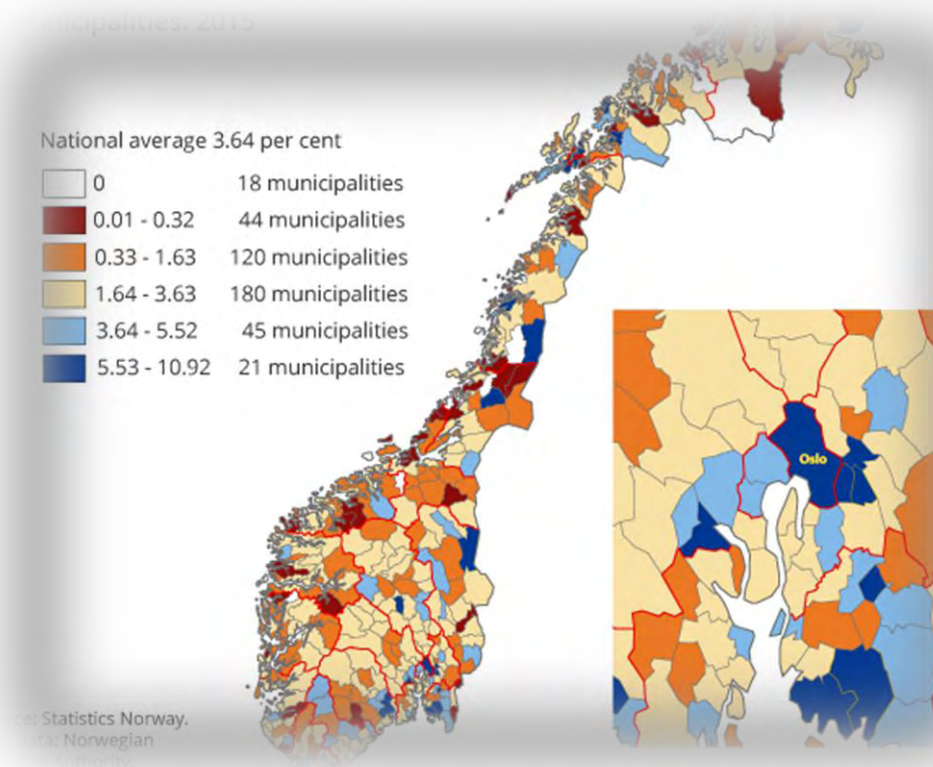 municipalities. 2015
National average 3.64 per cent
0 18 municipalities
0.01 - 0.32 44 municipalities
0.33 - 1.63 120 municipalities
1.64 - 3.63 180 municipalities
3.64 - 5.52 45 municipalities
5.53 - 10.92 21 municipalities
Oslo
Statistics Norway.
Norwegian